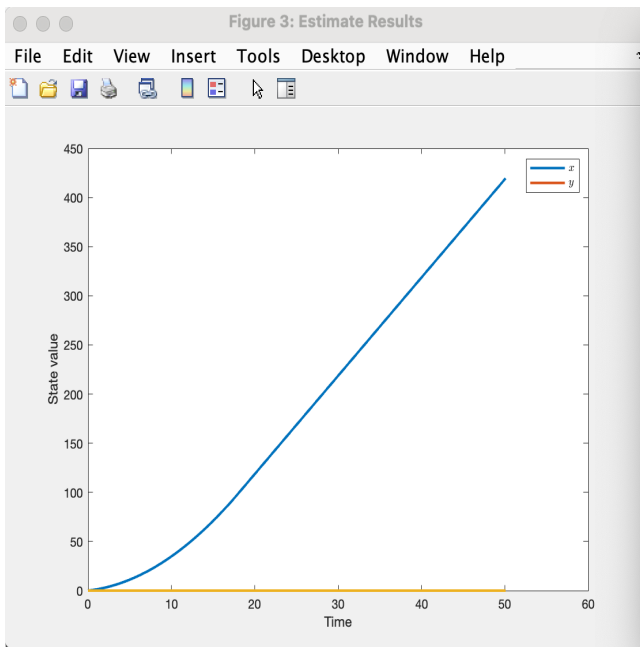 Figure 3: Estimate Results
File Edit View Insert Tools Desktop Window Help
450
400
350
300
250
200
150
100
50
0
State value
x
y
0 10 20 30 40 50 60
Time